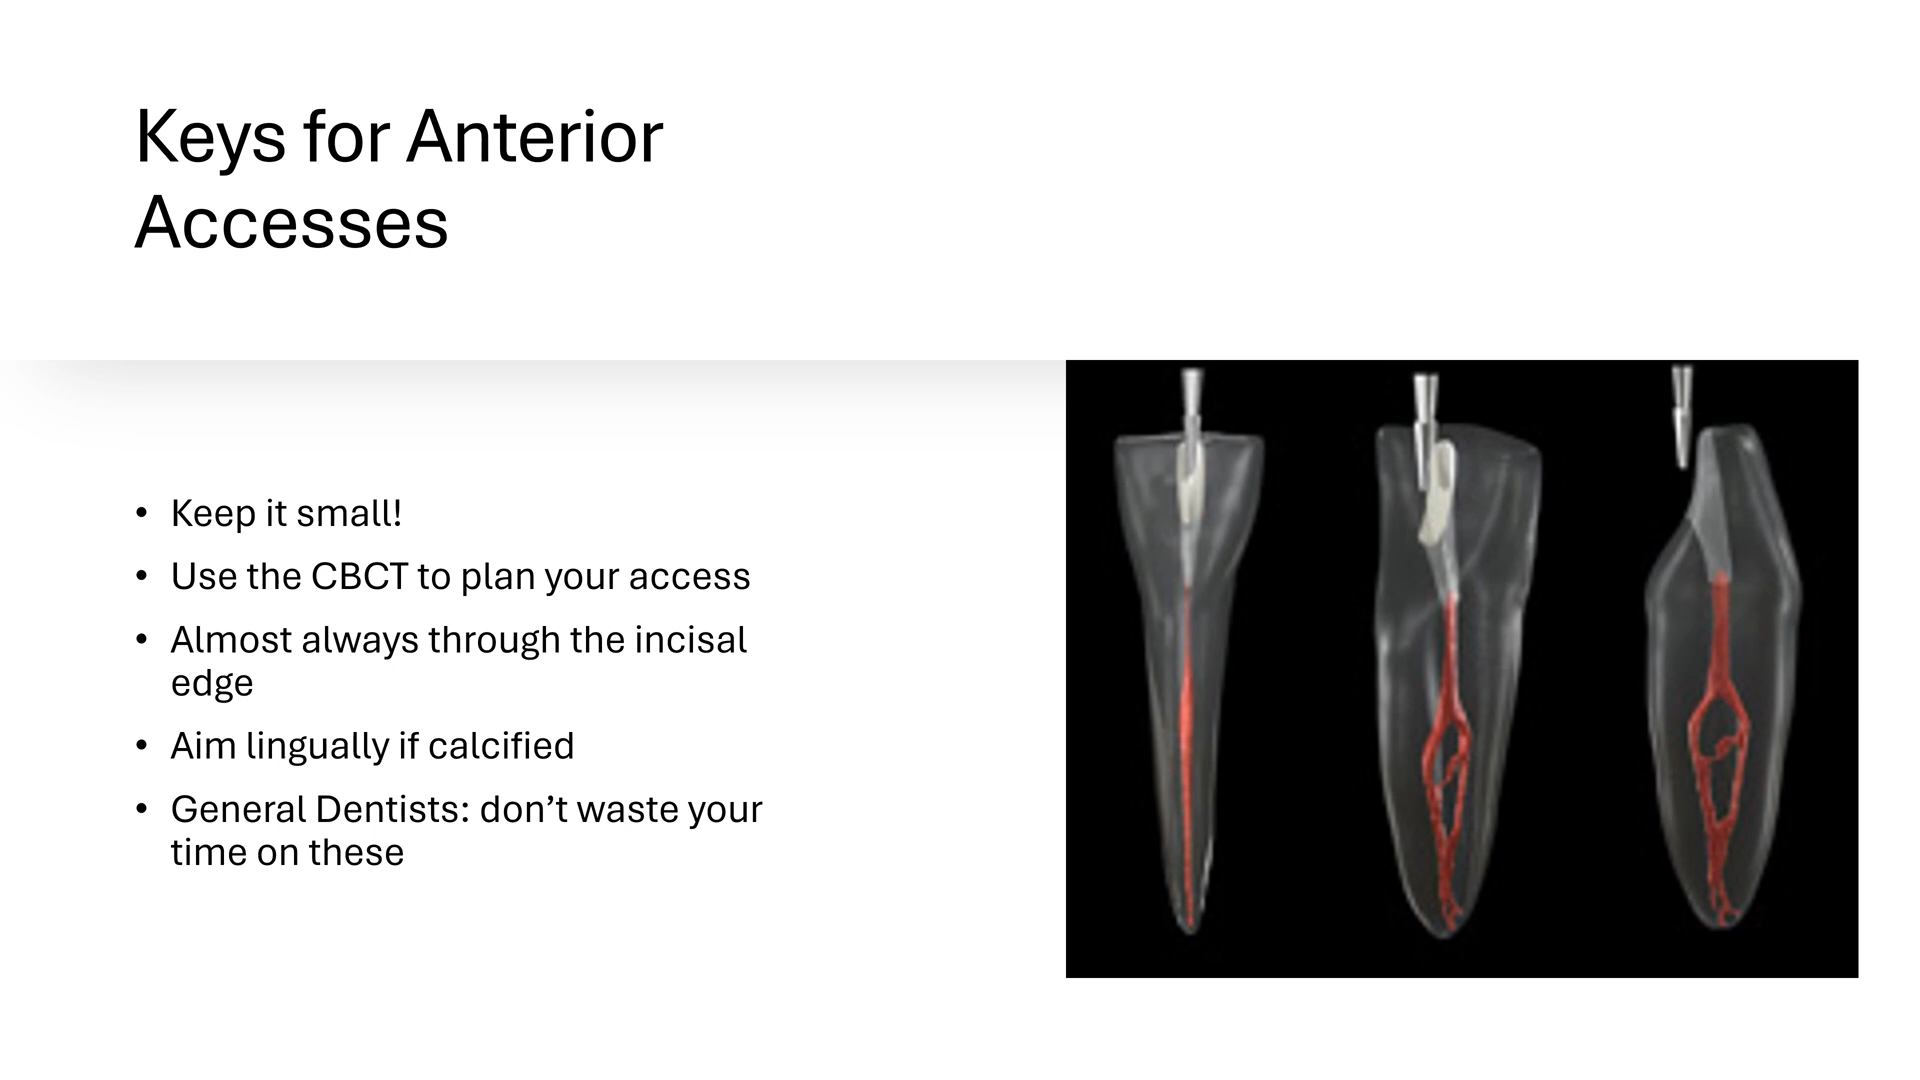 Keys for Anterior
Accesses
• Keep it small!
• Use the CBCT to plan your access
• Almost always through the incisal
edge
• Aim lingually if calcified
• General Dentists: don’t waste your
time on these